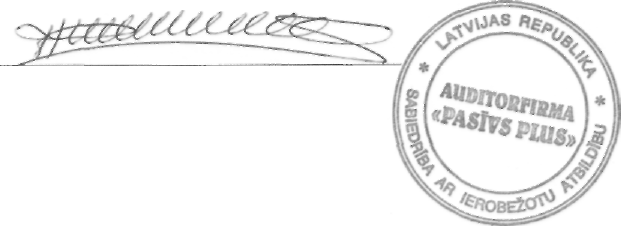 LATVIJAS REPUBLIKA
AUDITORFIRMA
«PASĪVS PLUS»
* SABIEDRĪBA AR IEROBEŽOTU ATBILDĪBU *